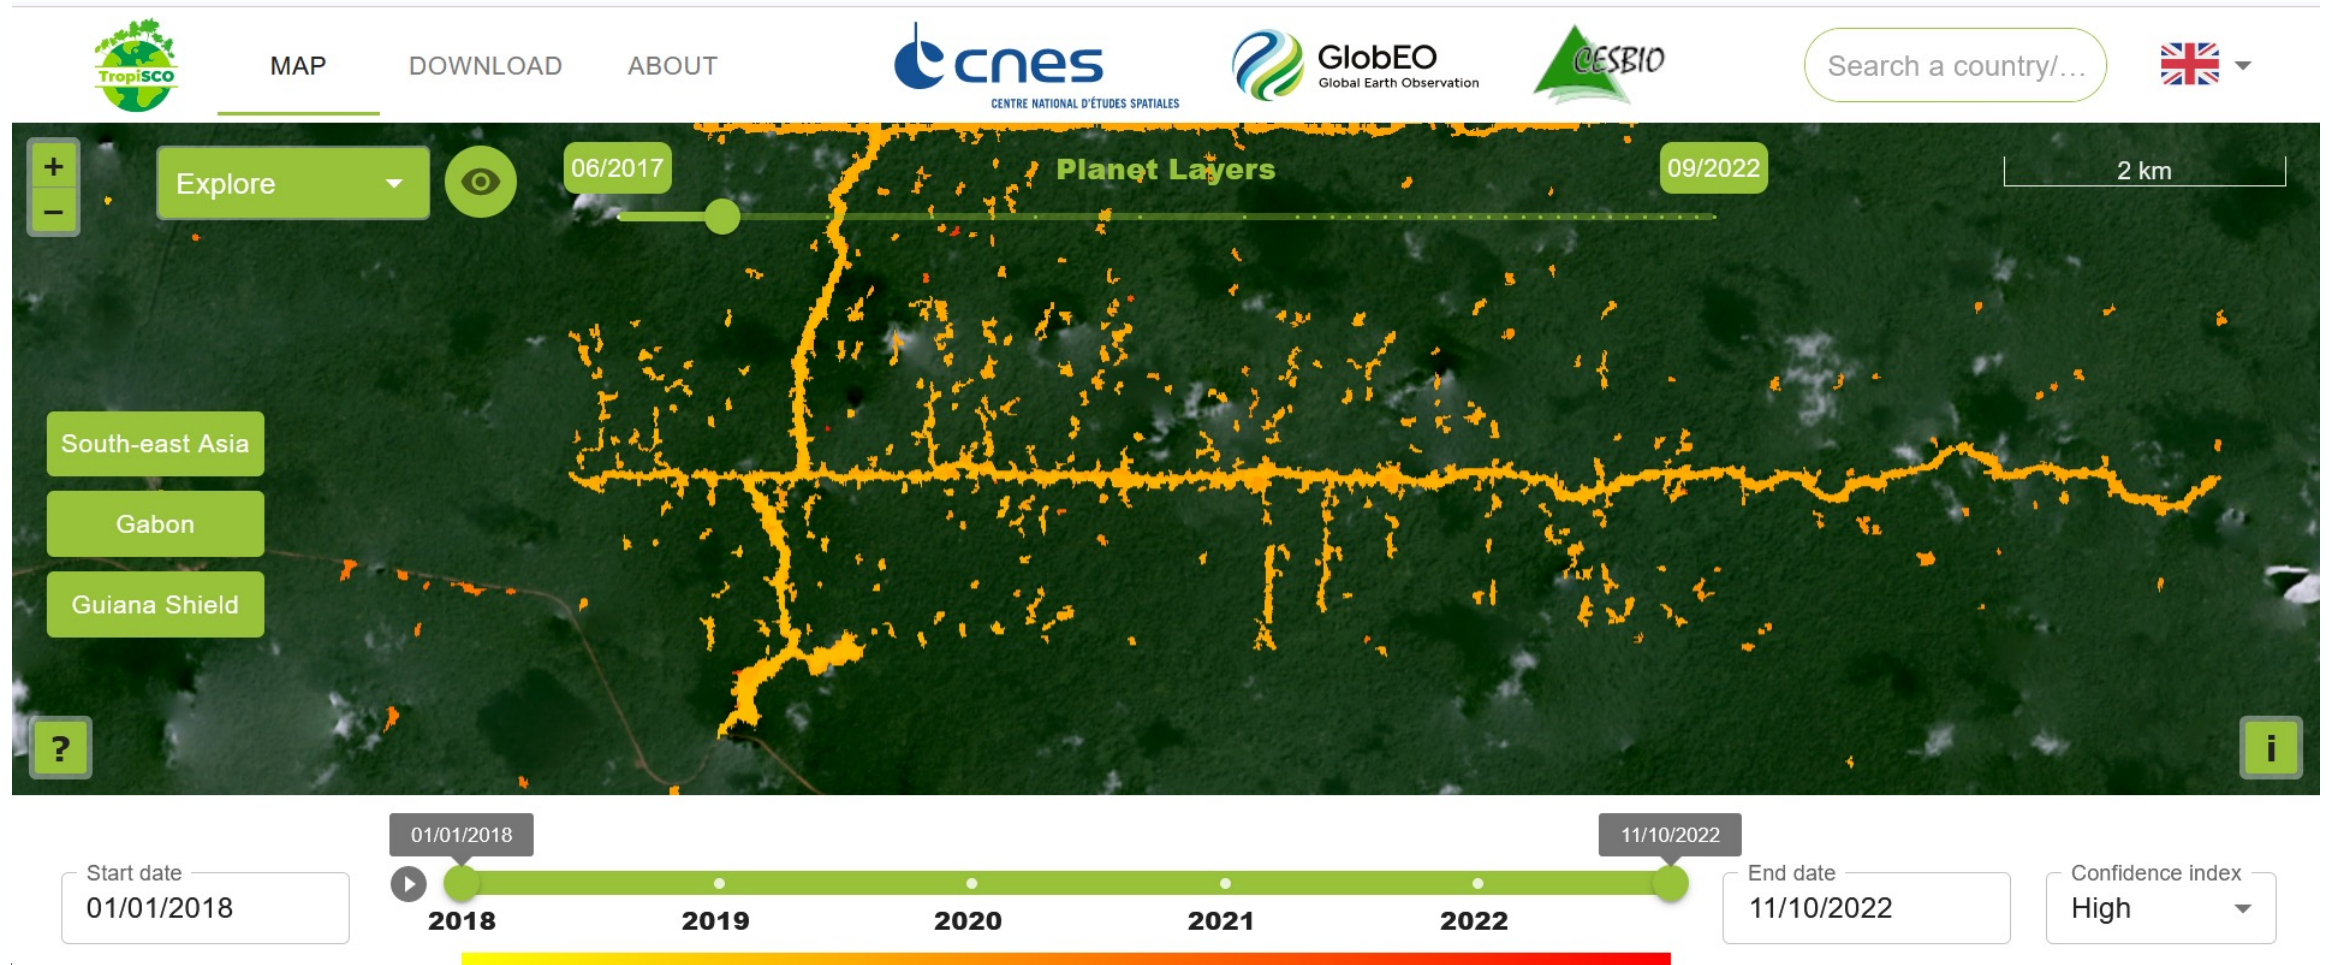 TropiSCO
MAP
DOWNLOAD
ABOUT
cnes
CENTRE NATIONAL D'ÉTUDES SPATIALES
GlobEO
Global Earth Observation
CESBIO
Search a country/...
+
−
Explore
06/2017
Planet Layers
09/2022
2 km
South-east Asia
Gabon
Guiana Shield
?
i
01/01/2018
11/10/2022
Start date
01/01/2018
2018
2019
2020
2021
2022
End date
11/10/2022
Confidence index
High